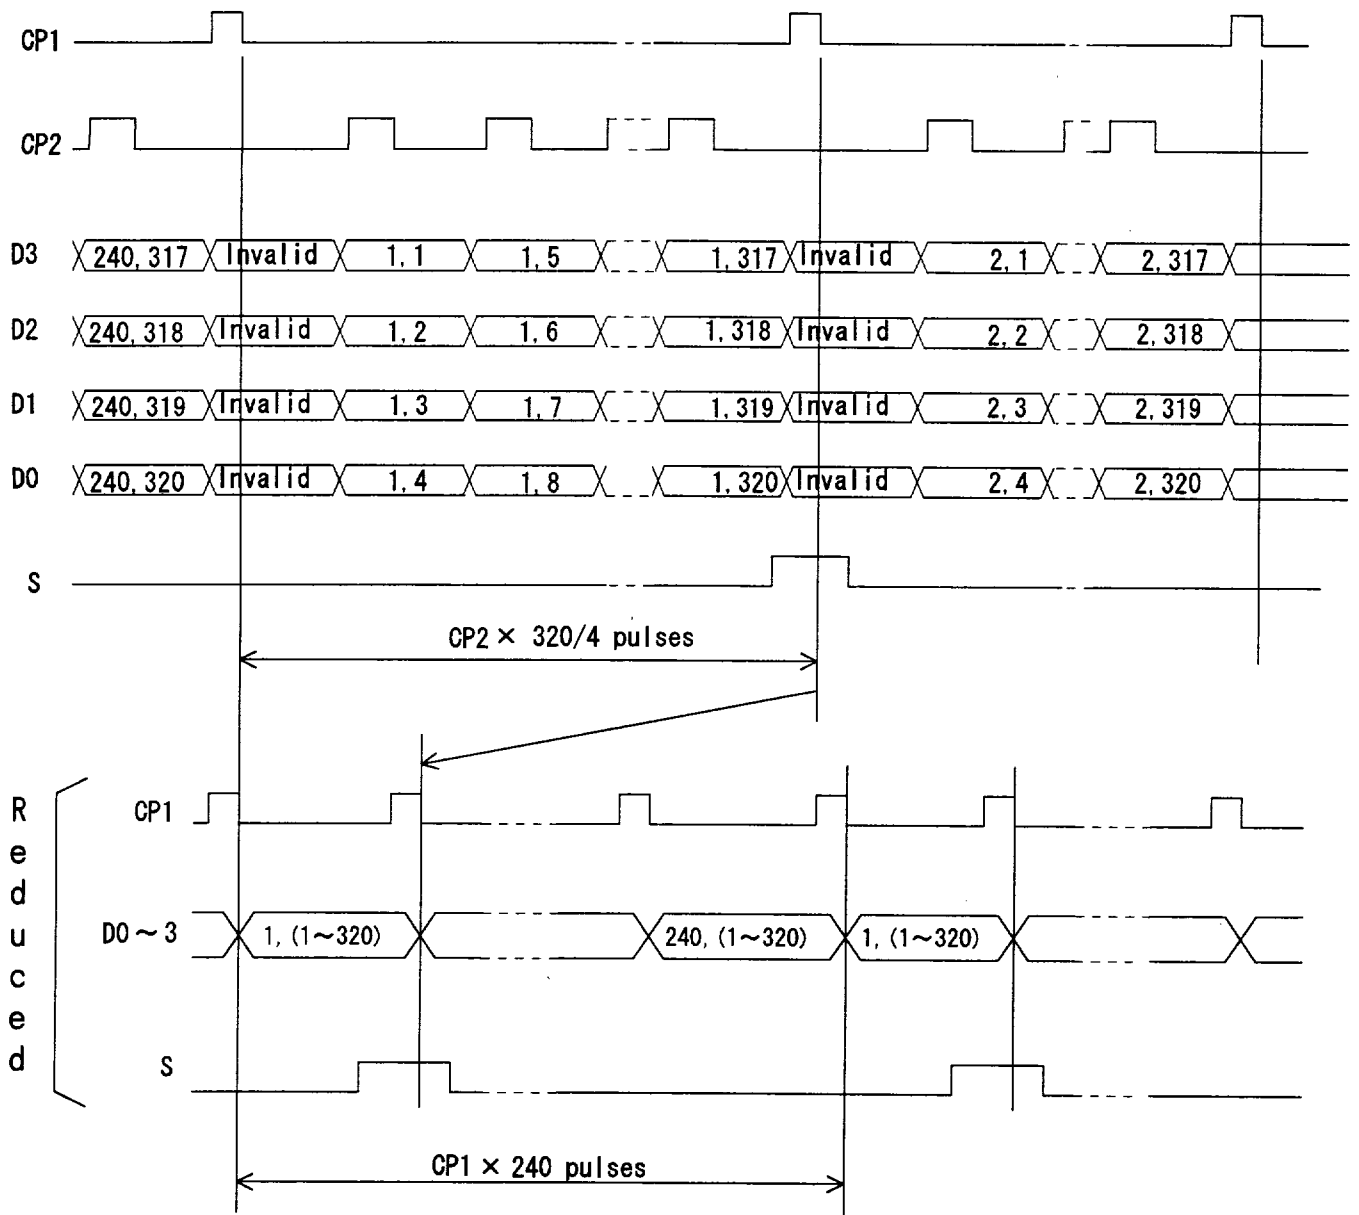 CP1
CP2
D3 240,317 Invalid 1,1 1,5 1,317 Invalid 2,1 2,317
D2 240,318 Invalid 1,2 1,6 1,318 Invalid 2,2 2,318
D1 240,319 Invalid 1,3 1,7 1,319 Invalid 2,3 2,319
D0 240,320 Invalid 1,4 1,8 1,320 Invalid 2,4 2,320
S
CP2 × 320/4 pulses
Reduced
CP1
D0～3 1,(1～320) 240,(1～320) 1,(1～320)
S
CP1 × 240 pulses